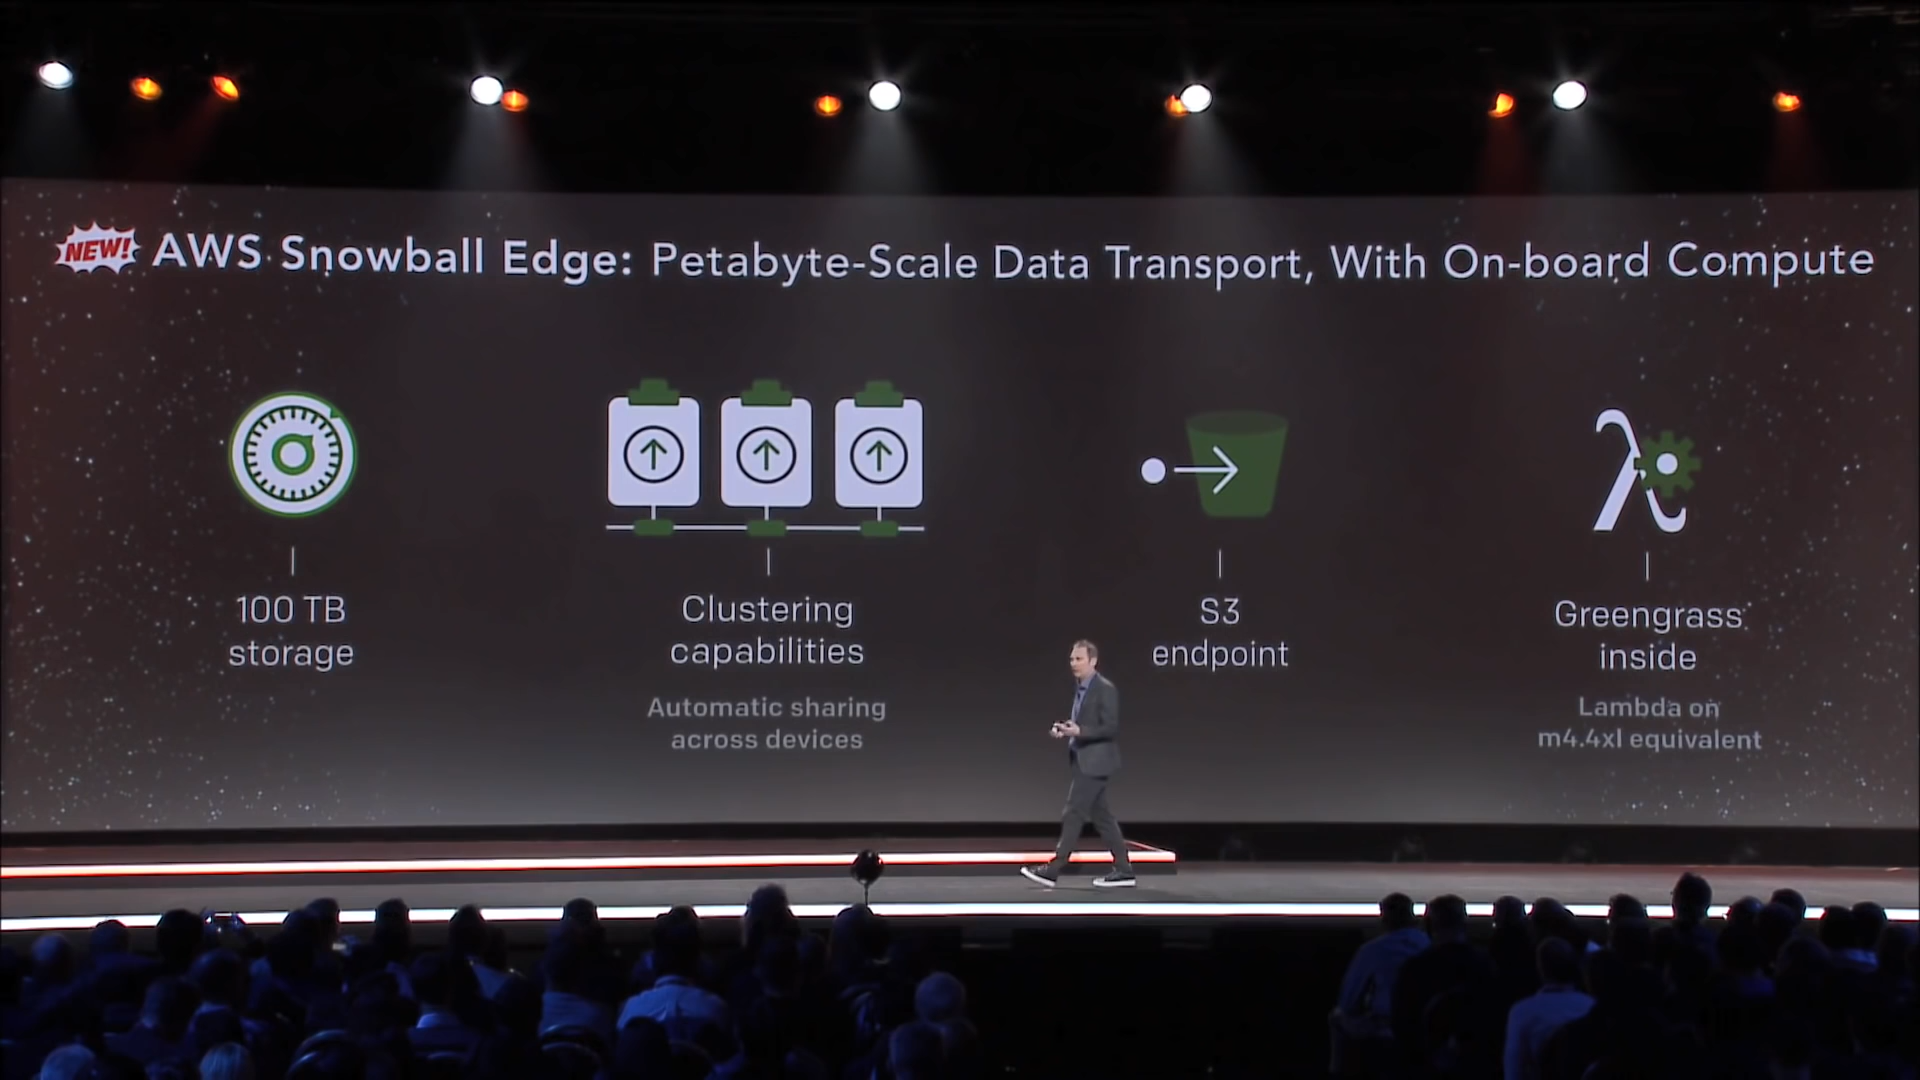 NEW! AWS Snowball Edge: Petabyte-Scale Data Transport, With On-board Compute
100 TB
storage
Clustering
capabilities
Automatic sharing
across devices
S3
endpoint
Greengrass
inside
Lambda on
m4.4xl equivalent